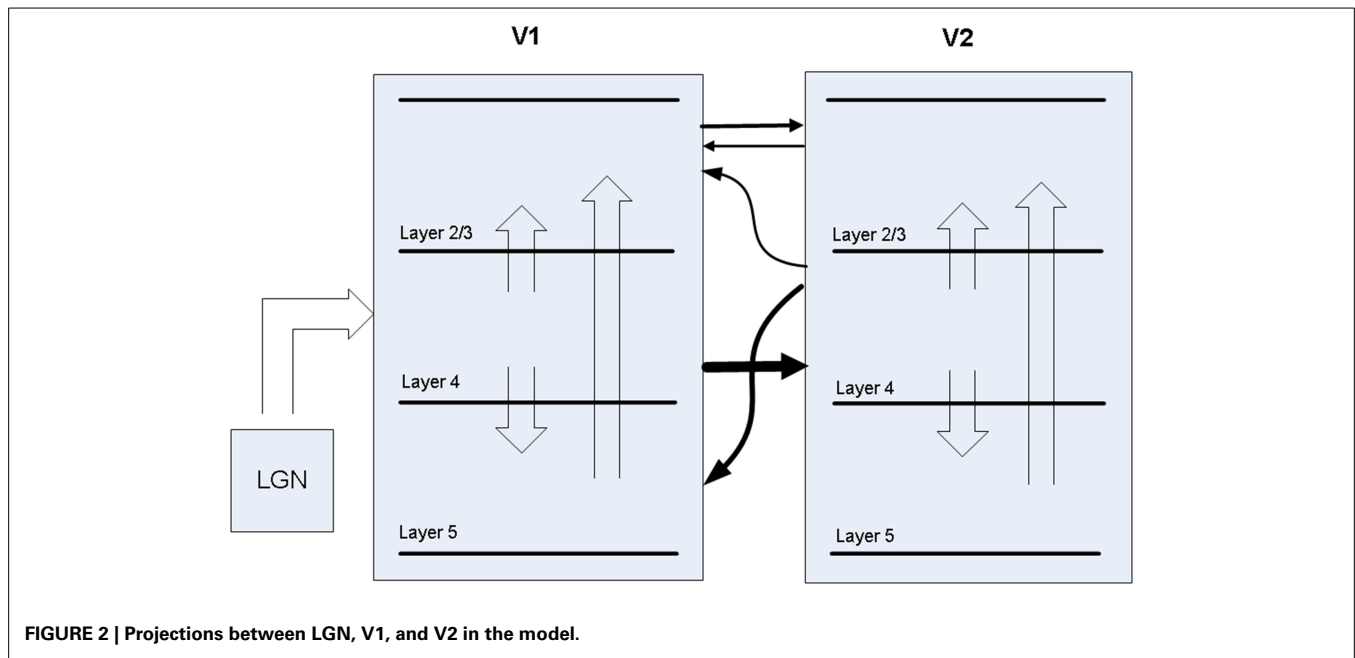 V1
V2
Layer 2/3
Layer 2/3
Layer 4
Layer 4
LGN
Layer 5
Layer 5
FIGURE 2 | Projections between LGN, V1, and V2 in the model.